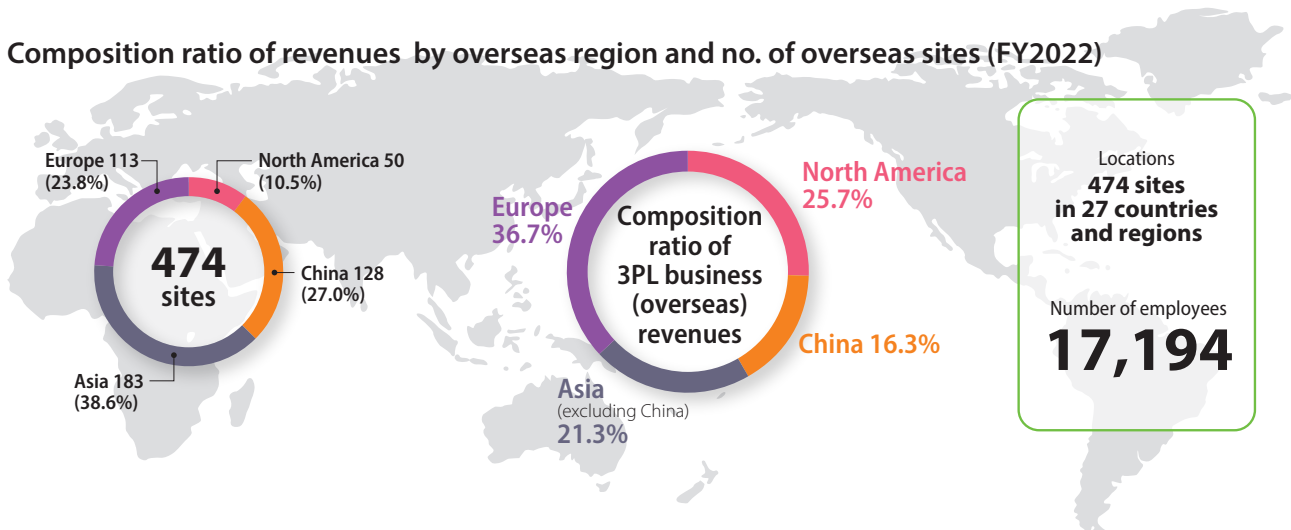 Composition ratio of revenues by overseas region and no. of overseas sites (FY2022)
Europe 113
(23.8%)
North America 50
(10.5%)
474
sites
China 128
(27.0%)
Asia 183
(38.6%)
North America
25.7%
Europe
36.7%
Composition
ratio of
3PL business
(overseas)
revenues
China 16.3%
Asia
(excluding China)
21.3%
Locations
474 sites
in 27 countries
and regions
Number of employees
17,194